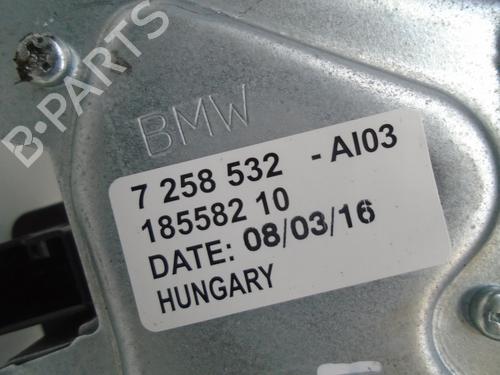 B-PARTS
BMW
7 258 532 - AI03
185582 10
DATE: 08/03/16
HUNGARY